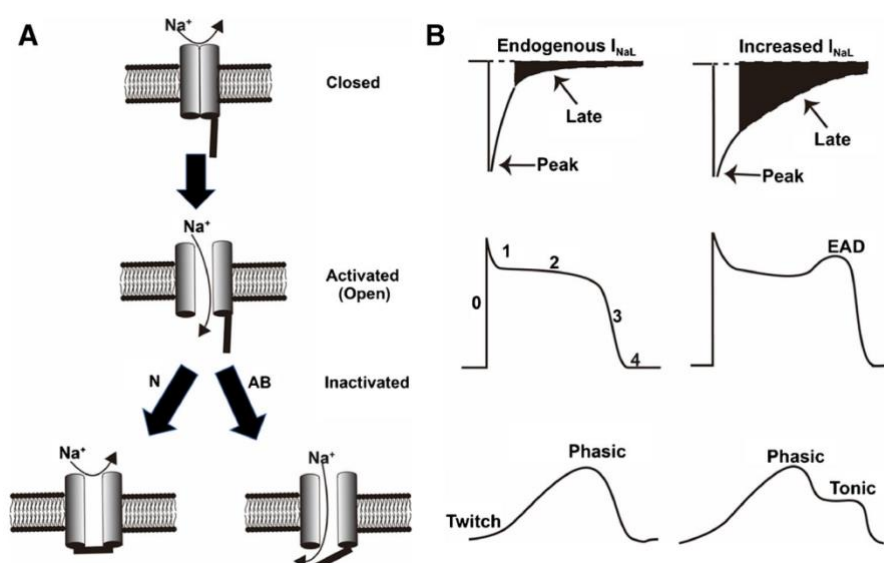 A
Na⁺
Closed
Na⁺
Activated
(Open)
N
AB
Inactivated
Na⁺
Na⁺
B
Endogenous I_NaL
Increased I_NaL
Late
Peak
Late
Peak
0
1
2
3
4
EAD
Twitch
Phasic
Phasic
Tonic